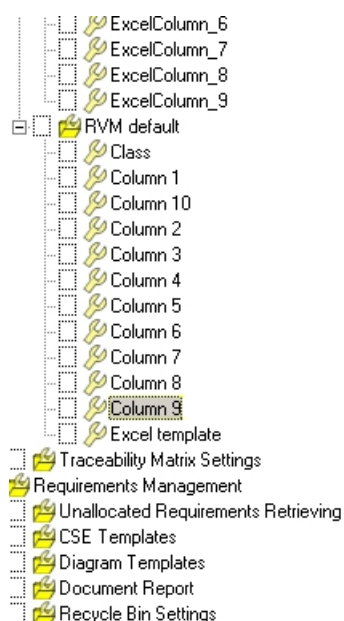 ExcelColumn_6
ExcelColumn_7
ExcelColumn_8
ExcelColumn_9
RVM default
Class
Column 1
Column 10
Column 2
Column 3
Column 4
Column 5
Column 6
Column 7
Column 8
Column 9
Excel template
Traceability Matrix Settings
Requirements Management
Unallocated Requirements Retrieving
CSE Templates
Diagram Templates
Document Report
Recycle Bin Settings